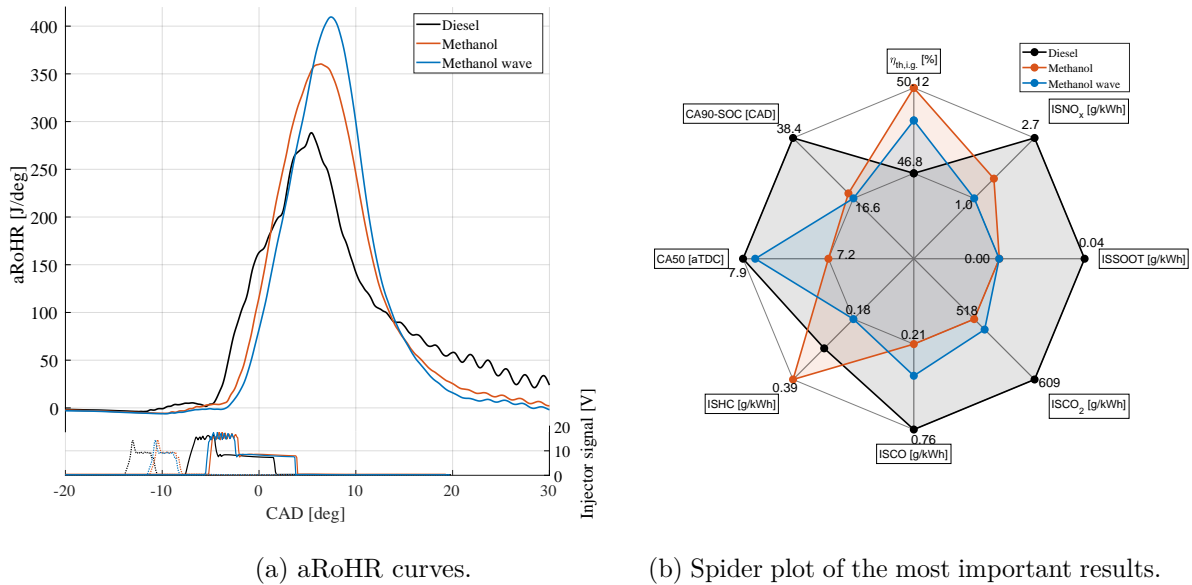 400
350
300
250
200
150
100
50
0
aRoHR [J/deg]
Diesel
Methanol
Methanol wave
20
10
0
Injector signal [V]
-20
-10
0
10
20
30
CAD [deg]
(a) aRoHR curves.
Diesel
Methanol
Methanol wave
η_th,i.g. [%]
50.12
46.8
ISNO_x [g/kWh]
2.7
1.0
CA90-SOC [CAD]
38.4
16.6
CA50 [aTDC]
7.9
7.2
ISSOOT [g/kWh]
0.04
0.00
ISHC [g/kWh]
0.39
0.18
ISCO [g/kWh]
0.76
0.21
ISCO_2 [g/kWh]
609
518
(b) Spider plot of the most important results.